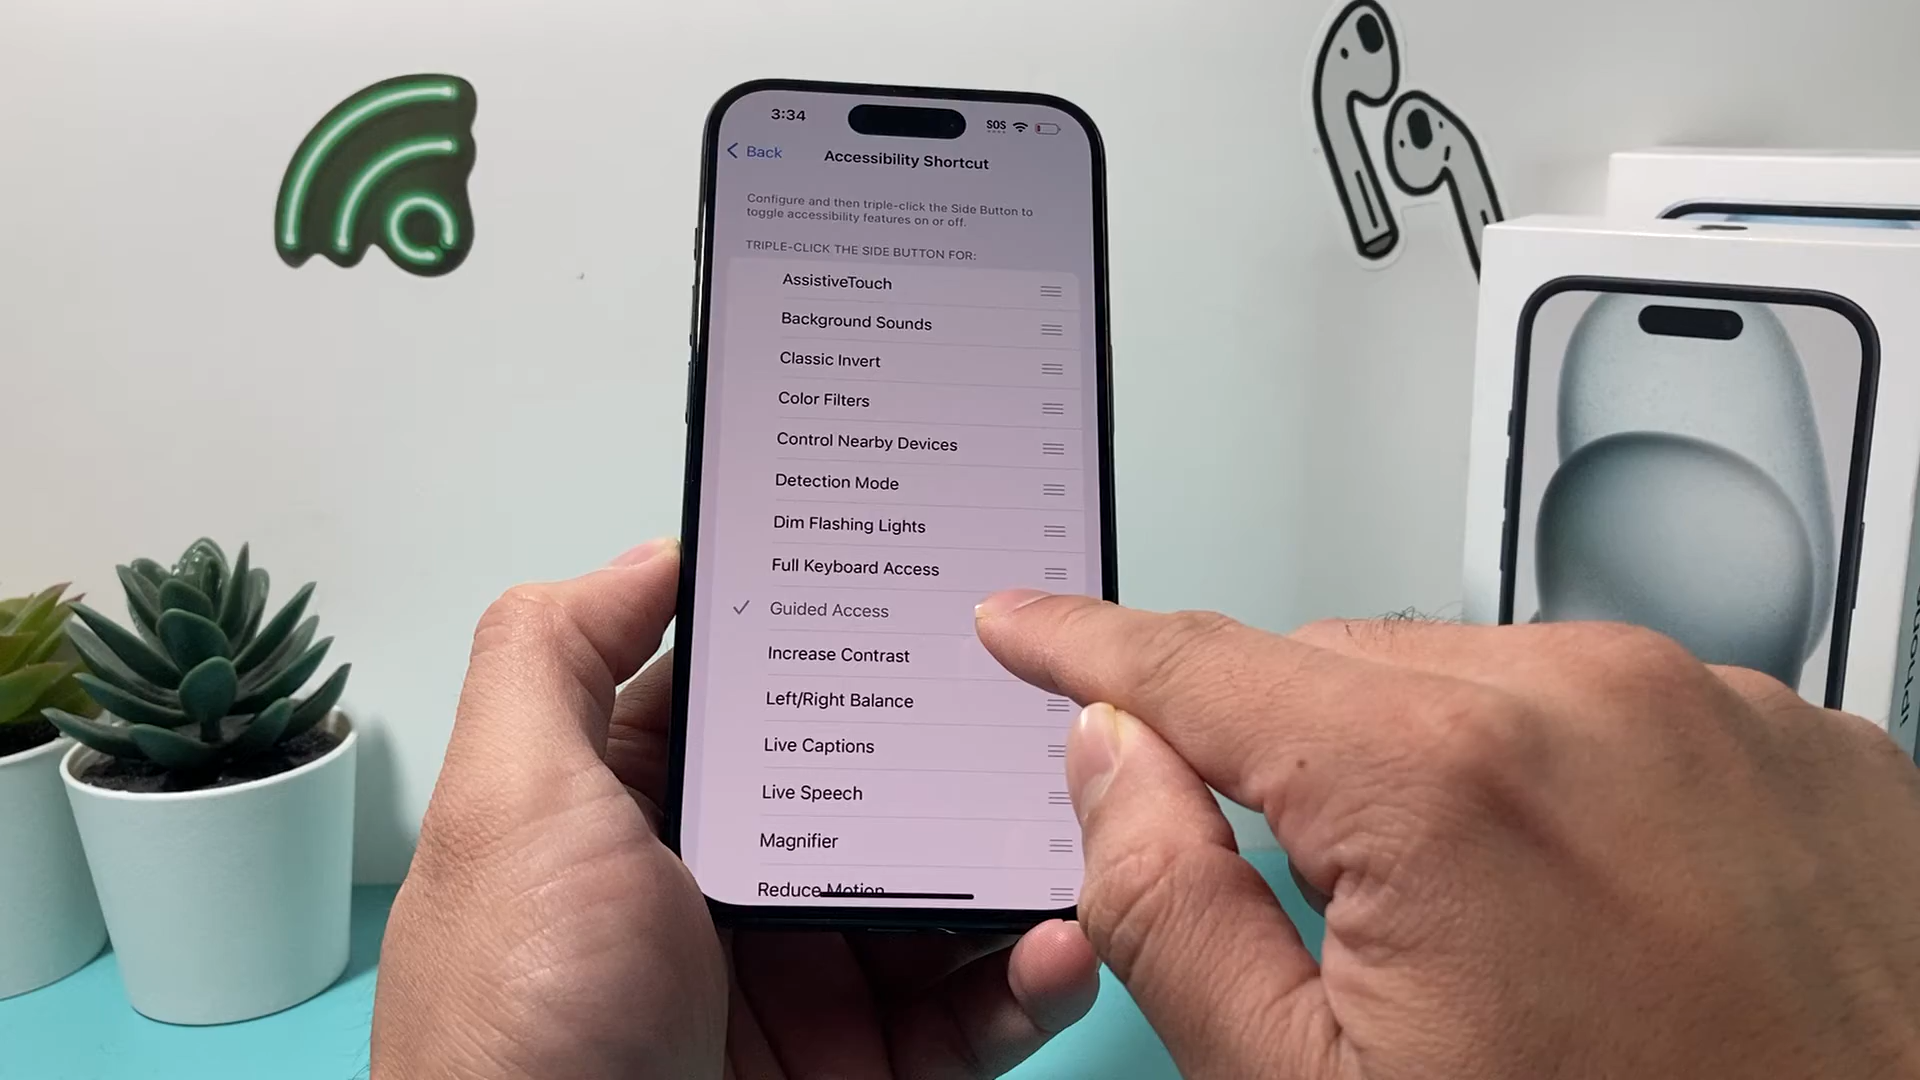 3:34
SOS
Back
Accessibility Shortcut
Configure and then triple-click the Side Button to
toggle accessibility features on or off.
TRIPLE-CLICK THE SIDE BUTTON FOR:
AssistiveTouch
Background Sounds
Classic Invert
Color Filters
Control Nearby Devices
Detection Mode
Dim Flashing Lights
Full Keyboard Access
Guided Access
Increase Contrast
Left/Right Balance
Live Captions
Live Speech
Magnifier
Reduce Motion
iPhone